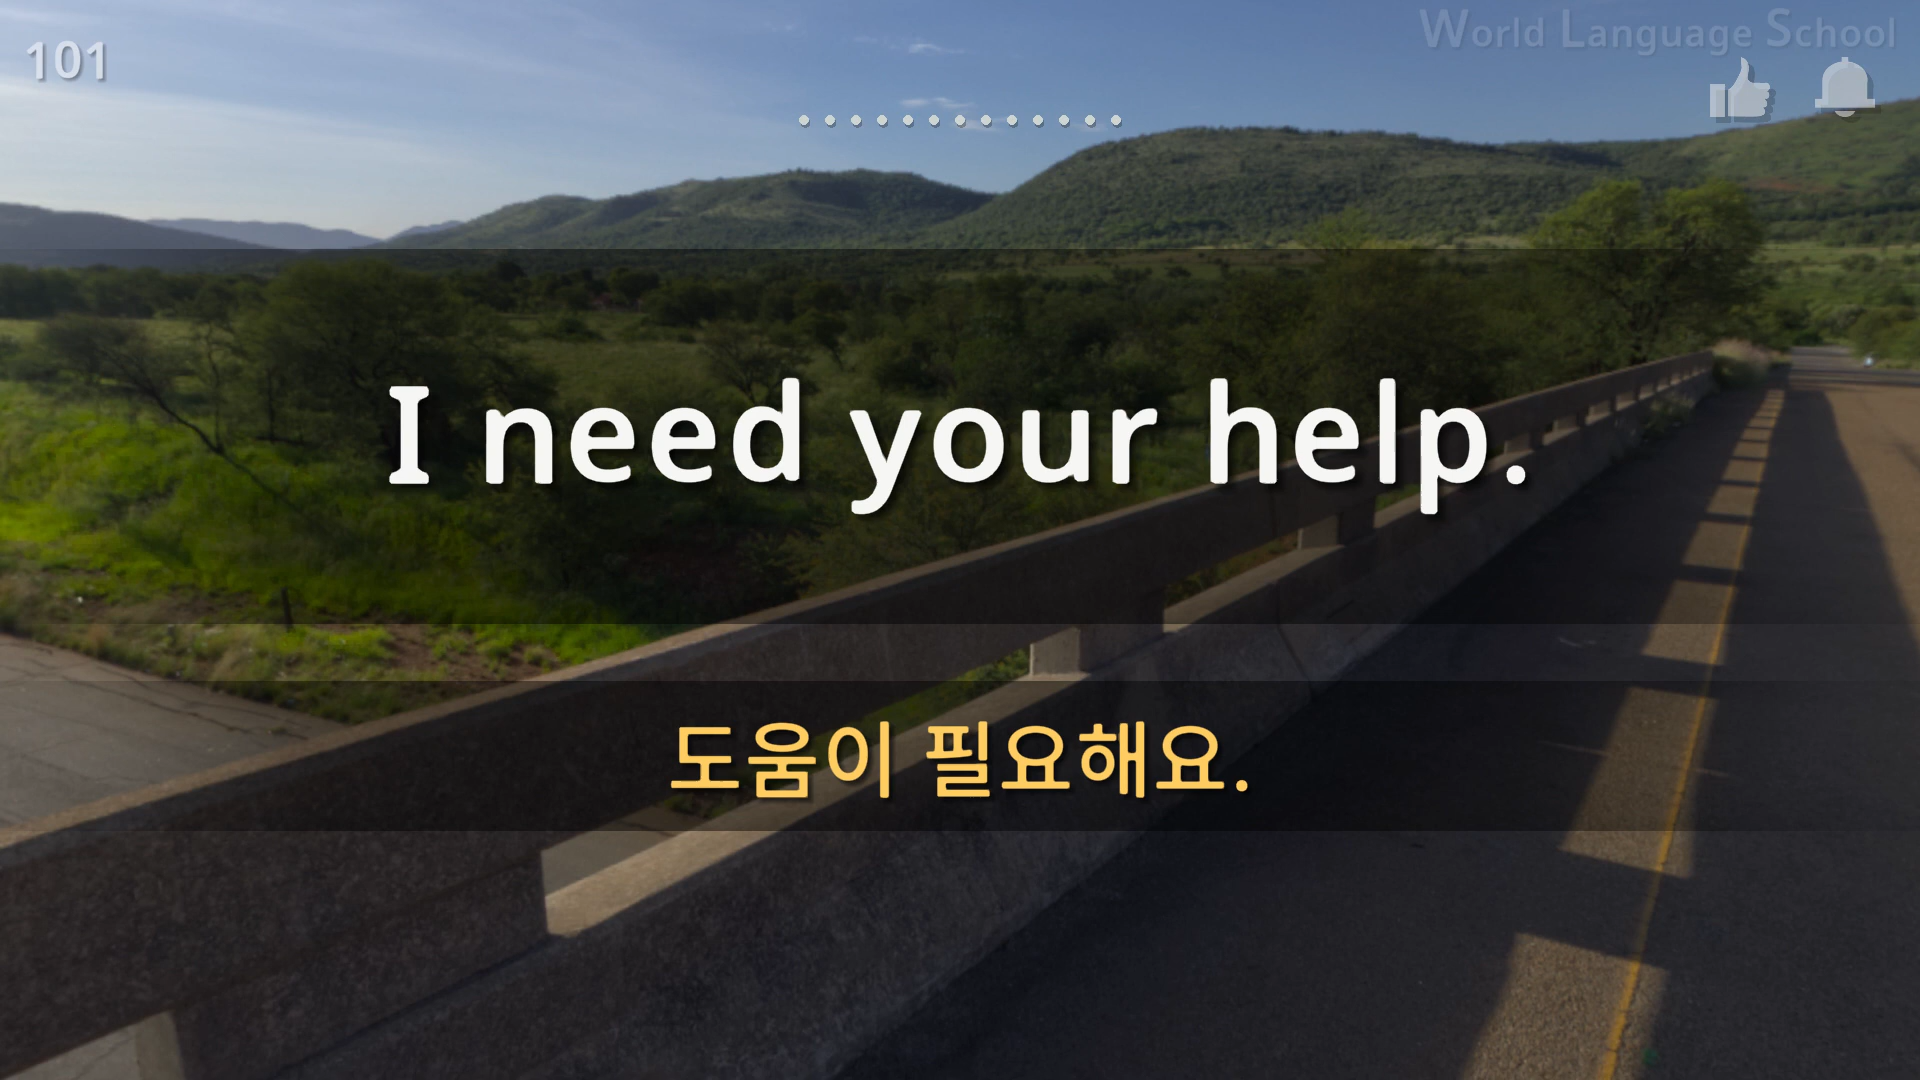 World Language School
101
I need your help.
도움이 필요해요.